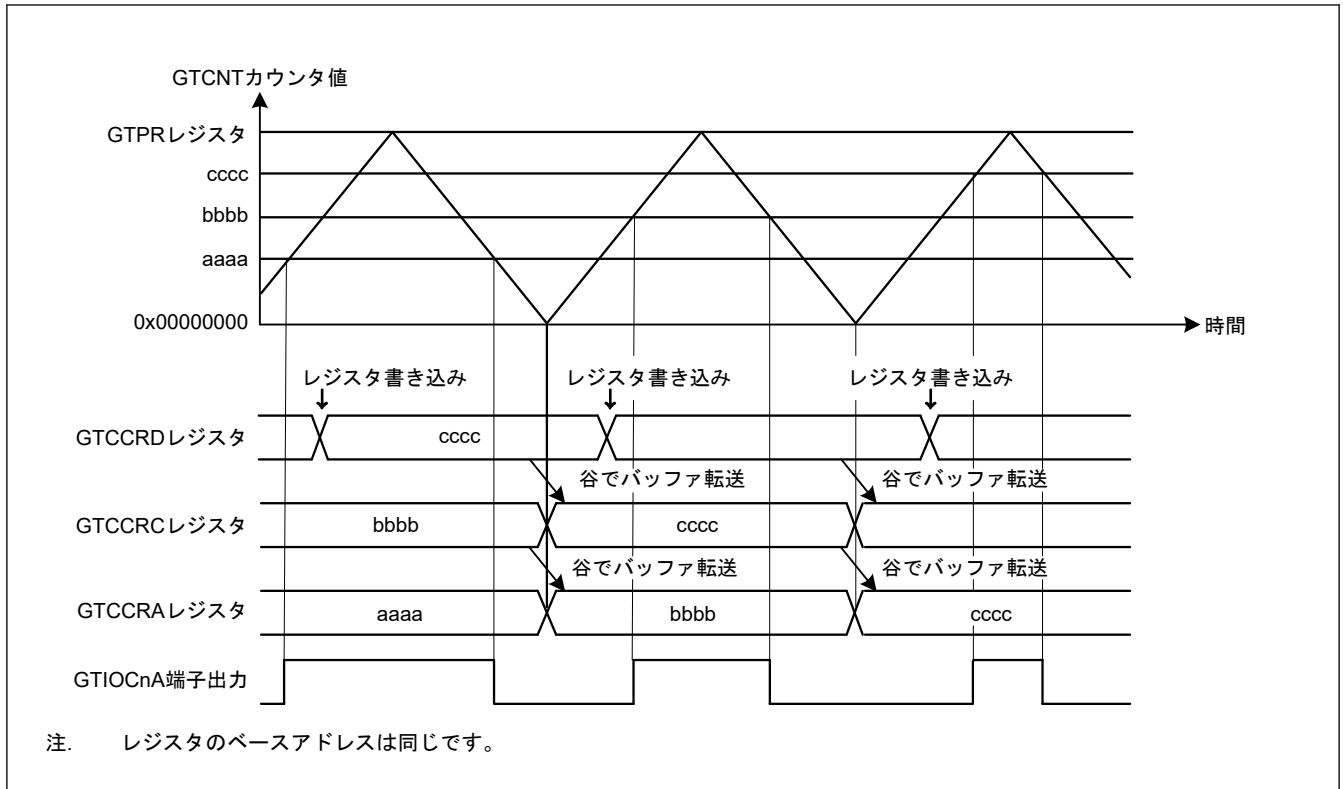 GTCNTカウンタ値
GTPRレジスタ
cccc
bbbb
aaaa
0x00000000
時間
レジスタ書き込み レジスタ書き込み レジスタ書き込み
GTCCRDレジスタ cccc
谷でバッファ転送 谷でバッファ転送
GTCCRCレジスタ bbbb cccc
谷でバッファ転送 谷でバッファ転送
GTCCRAレジスタ aaaa bbbb cccc
GTIOCnA端子出力
注. レジスタのベースアドレスは同じです。